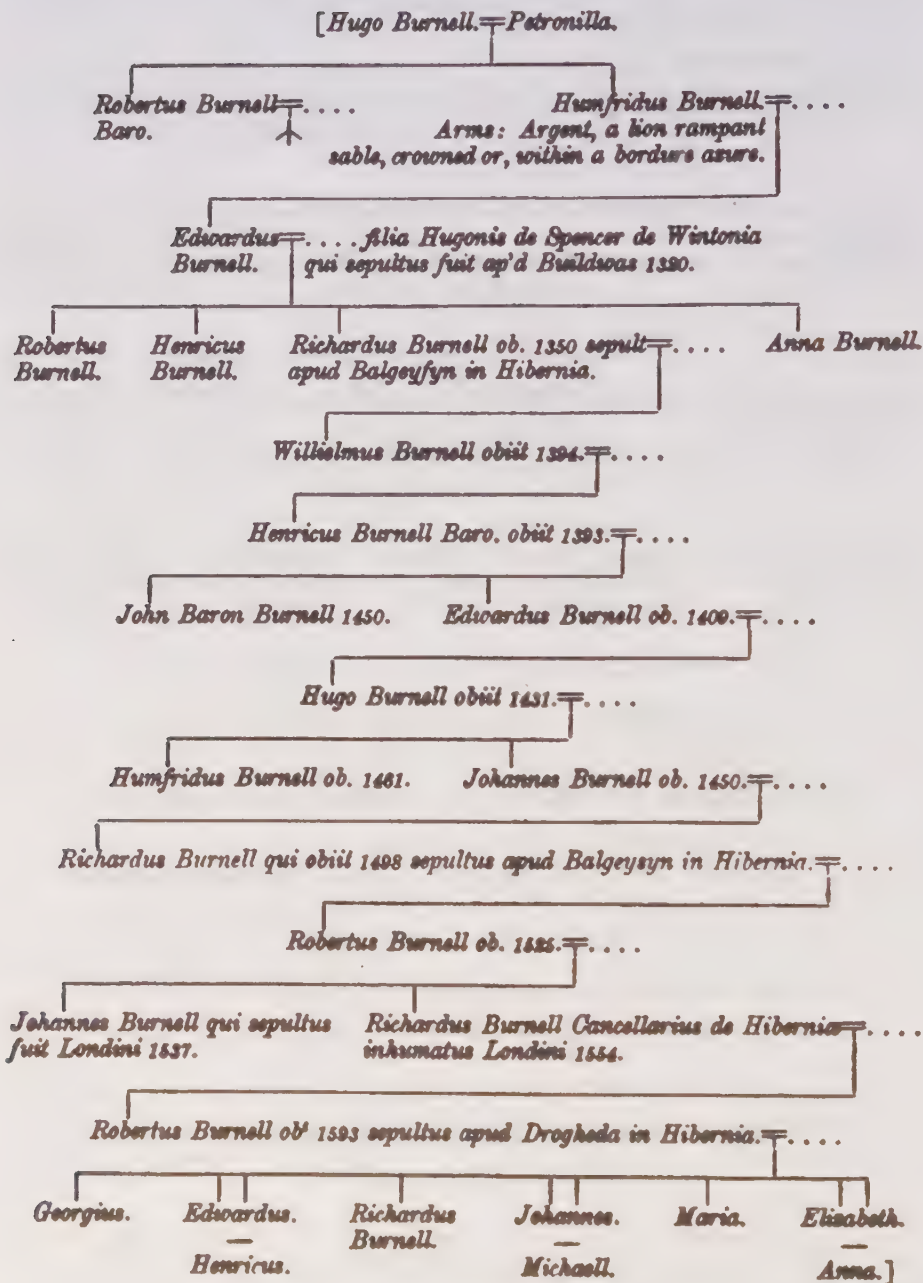 [Hugo Burnell.=Petronilla.
Robertus Burnell=. . . .
Baro.
Humfridus Burnell.=. . . .
Arms: Argent, a lion rampant
sable, crowned or, within a bordure azure.
Edwardus=. . . . filia Hugonis de Spencer de Wintonia
Burnell. qui sepultus fuit ap'd Buildwas 1320.
Robertus
Burnell.
Henricus
Burnell.
Richardus Burnell ob. 1350 sepult=. . . .
apud Balgeyfyn in Hibernia.
Anna Burnell.
Willielmus Burnell obiit 1394.=. . . .
Henricus Burnell Baro. obiit 1393.=. . . .
John Baron Burnell 1450.
Edwardus Burnell ob. 1409.=. . . .
Hugo Burnell obiit 1431.=. . . .
Humfridus Burnell ob. 1461.
Johannes Burnell ob. 1450.=. . . .
Richardus Burnell qui obiit 1498 sepultus apud Balgeysyn in Hibernia.=. . . .
Robertus Burnell ob. 1525.=. . . .
Johannes Burnell qui sepultus
fuit Londini 1537.
Richardus Burnell Cancellarius de Hibernia=. . . .
inhumatus Londini 1554.
Robertus Burnell obt 1593 sepultus apud Drogheda in Hibernia.=. . . .
Georgius.
Edwardus.
—
Henricus.
Richardus
Burnell.
Johannes.
—
Michaell.
Maria.
Elisabeth.
—
Anna.]